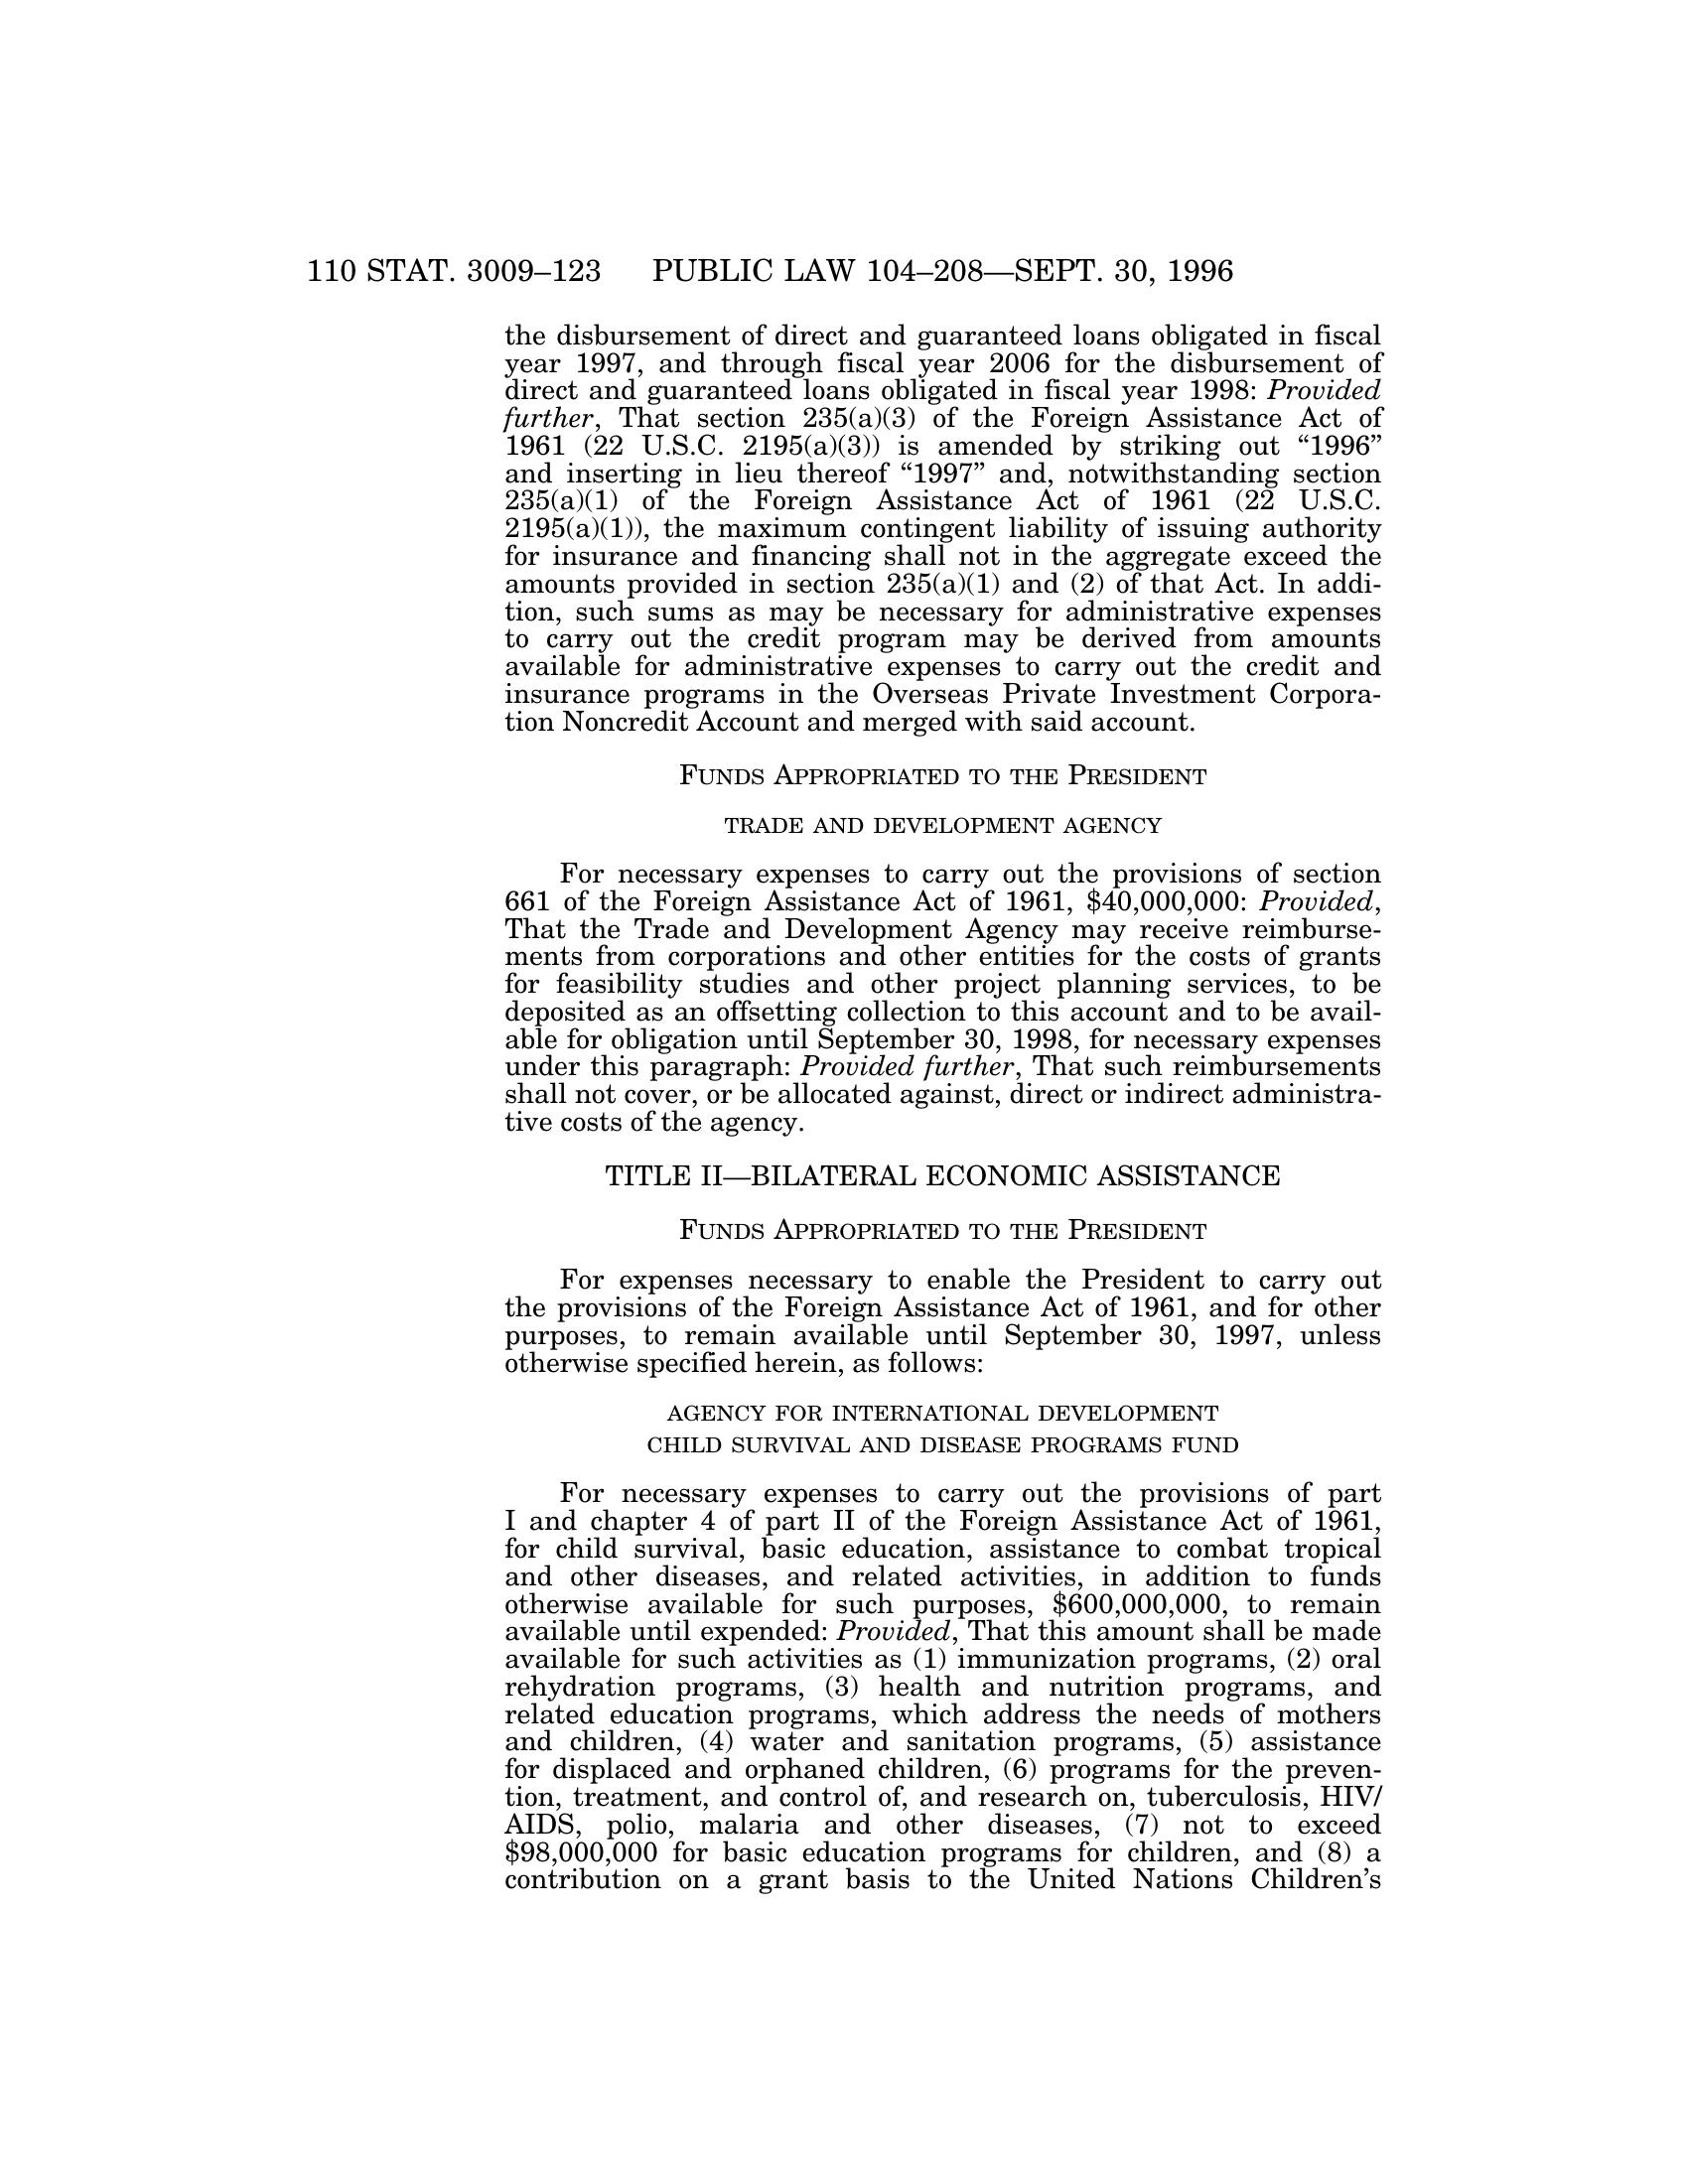 110 STAT. 3009–123 PUBLIC LAW 104–208—SEPT. 30, 1996
the disbursement of direct and guaranteed loans obligated in fiscal
year 1997, and through fiscal year 2006 for the disbursement of
direct and guaranteed loans obligated in fiscal year 1998: Provided
further, That section 235(a)(3) of the Foreign Assistance Act of
1961 (22 U.S.C. 2195(a)(3)) is amended by striking out “1996”
and inserting in lieu thereof “1997” and, notwithstanding section
235(a)(1) of the Foreign Assistance Act of 1961 (22 U.S.C.
2195(a)(1)), the maximum contingent liability of issuing authority
for insurance and financing shall not in the aggregate exceed the
amounts provided in section 235(a)(1) and (2) of that Act. In addi-
tion, such sums as may be necessary for administrative expenses
to carry out the credit program may be derived from amounts
available for administrative expenses to carry out the credit and
insurance programs in the Overseas Private Investment Corpora-
tion Noncredit Account and merged with said account.
FUNDS APPROPRIATED TO THE PRESIDENT
TRADE AND DEVELOPMENT AGENCY
For necessary expenses to carry out the provisions of section
661 of the Foreign Assistance Act of 1961, $40,000,000: Provided,
That the Trade and Development Agency may receive reimburse-
ments from corporations and other entities for the costs of grants
for feasibility studies and other project planning services, to be
deposited as an offsetting collection to this account and to be avail-
able for obligation until September 30, 1998, for necessary expenses
under this paragraph: Provided further, That such reimbursements
shall not cover, or be allocated against, direct or indirect administra-
tive costs of the agency.
TITLE II—BILATERAL ECONOMIC ASSISTANCE
FUNDS APPROPRIATED TO THE PRESIDENT
For expenses necessary to enable the President to carry out
the provisions of the Foreign Assistance Act of 1961, and for other
purposes, to remain available until September 30, 1997, unless
otherwise specified herein, as follows:
AGENCY FOR INTERNATIONAL DEVELOPMENT
CHILD SURVIVAL AND DISEASE PROGRAMS FUND
For necessary expenses to carry out the provisions of part
I and chapter 4 of part II of the Foreign Assistance Act of 1961,
for child survival, basic education, assistance to combat tropical
and other diseases, and related activities, in addition to funds
otherwise available for such purposes, $600,000,000, to remain
available until expended: Provided, That this amount shall be made
available for such activities as (1) immunization programs, (2) oral
rehydration programs, (3) health and nutrition programs, and
related education programs, which address the needs of mothers
and children, (4) water and sanitation programs, (5) assistance
for displaced and orphaned children, (6) programs for the preven-
tion, treatment, and control of, and research on, tuberculosis, HIV/
AIDS, polio, malaria and other diseases, (7) not to exceed
$98,000,000 for basic education programs for children, and (8) a
contribution on a grant basis to the United Nations Children’s